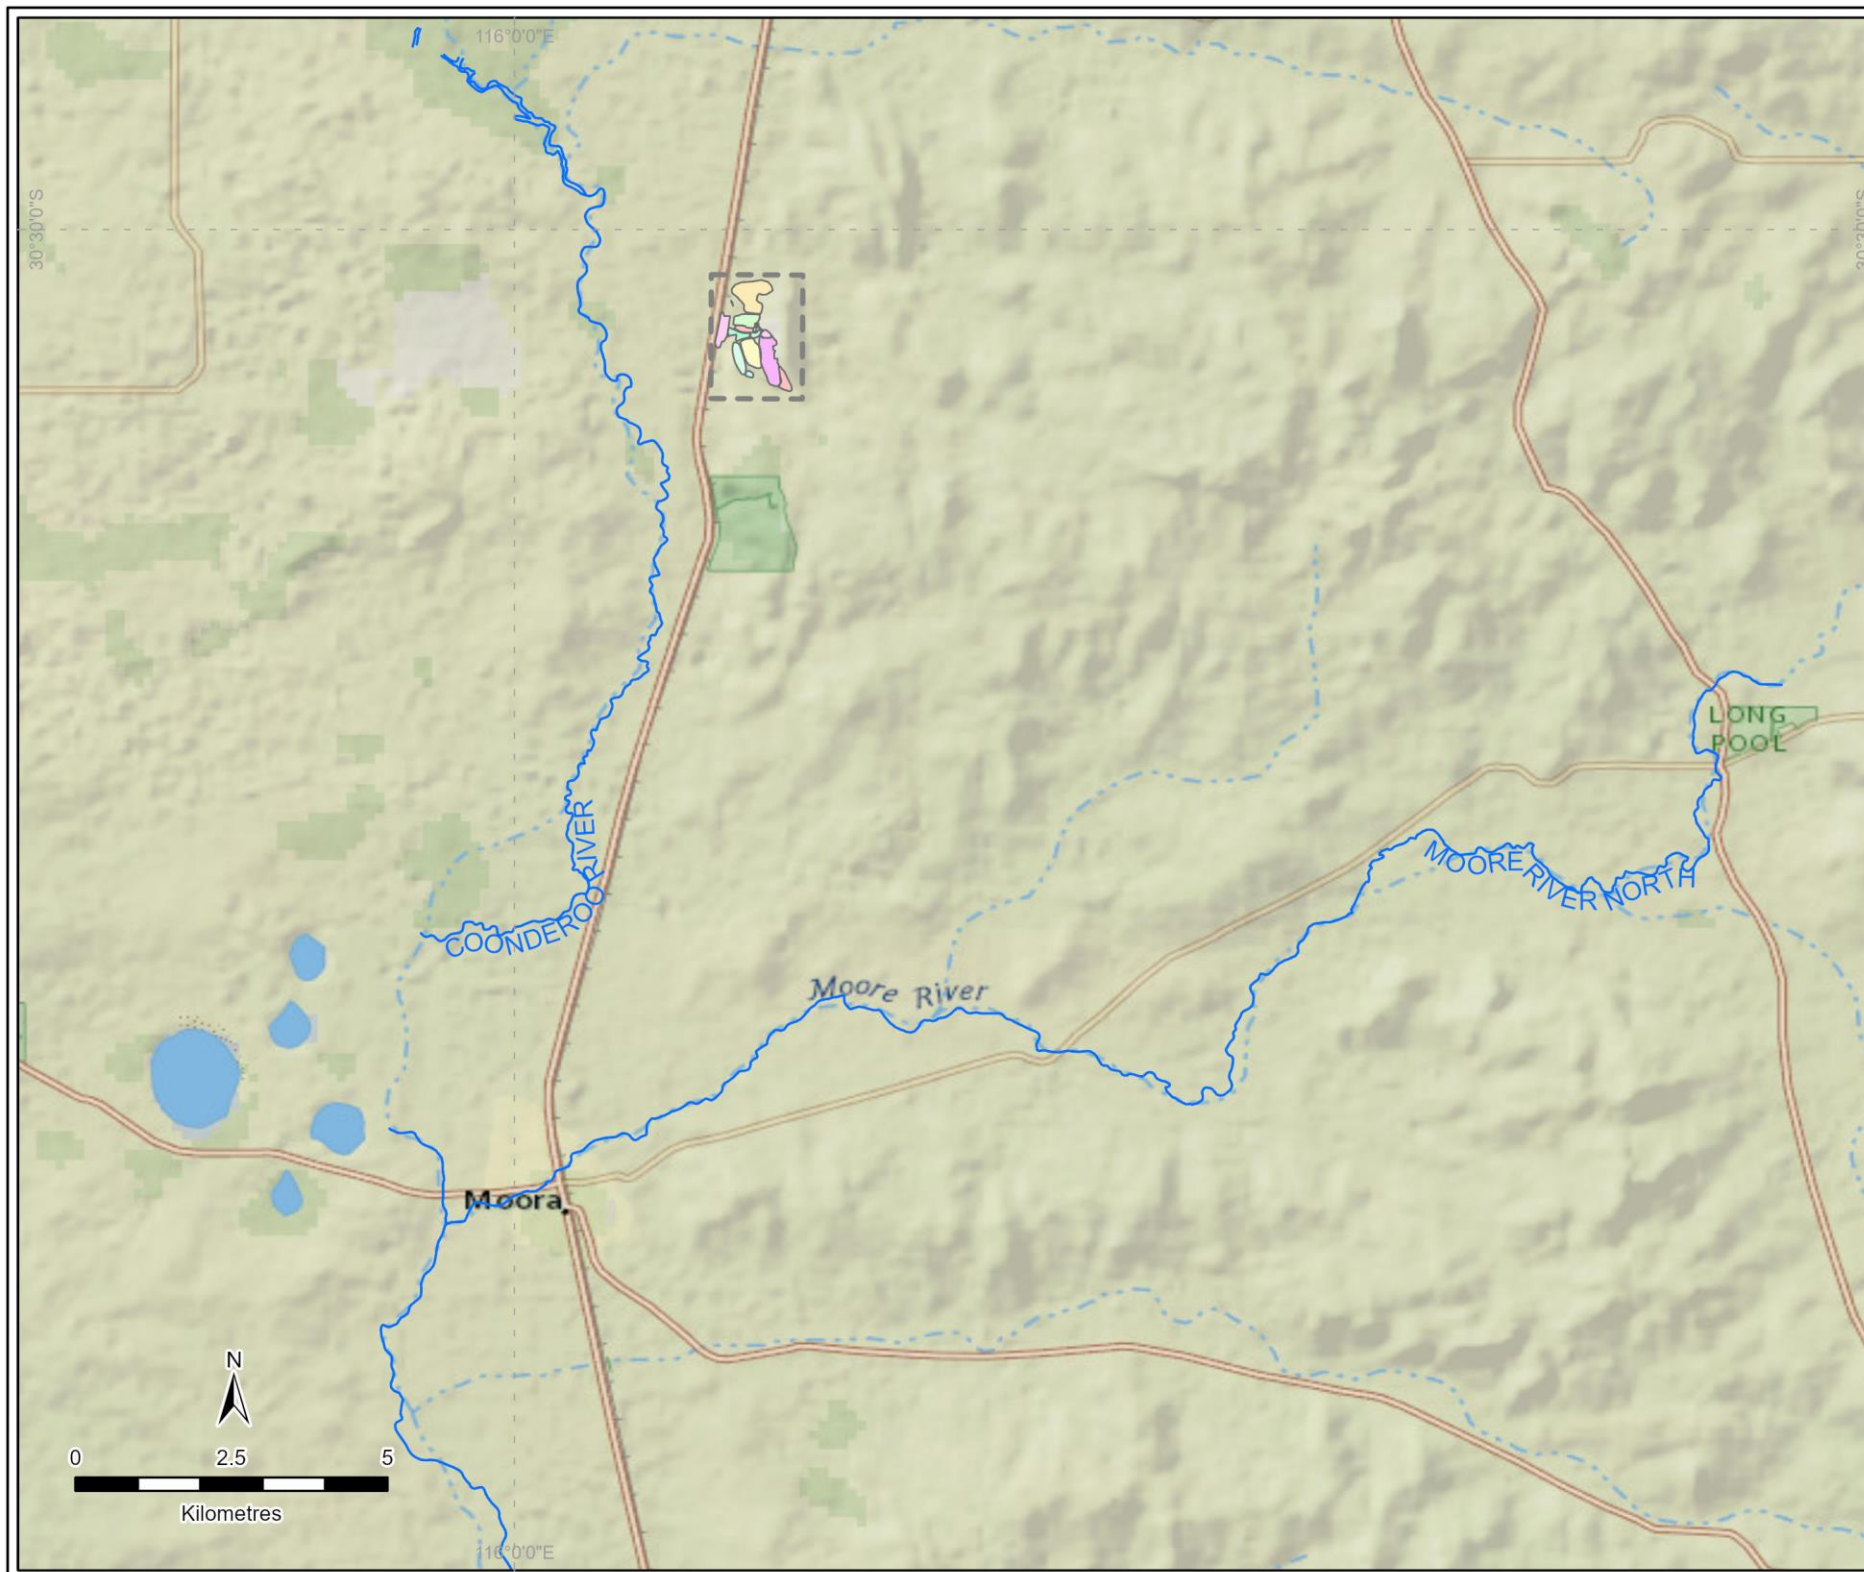 116°0'0"E
30°30'0"S
30°30'0"S
LONG
POOL
COONDEROO RIVER
MOORE RIVER NORTH
Moore River
Moora
N
0 2.5 5
Kilometres
116°0'0"E